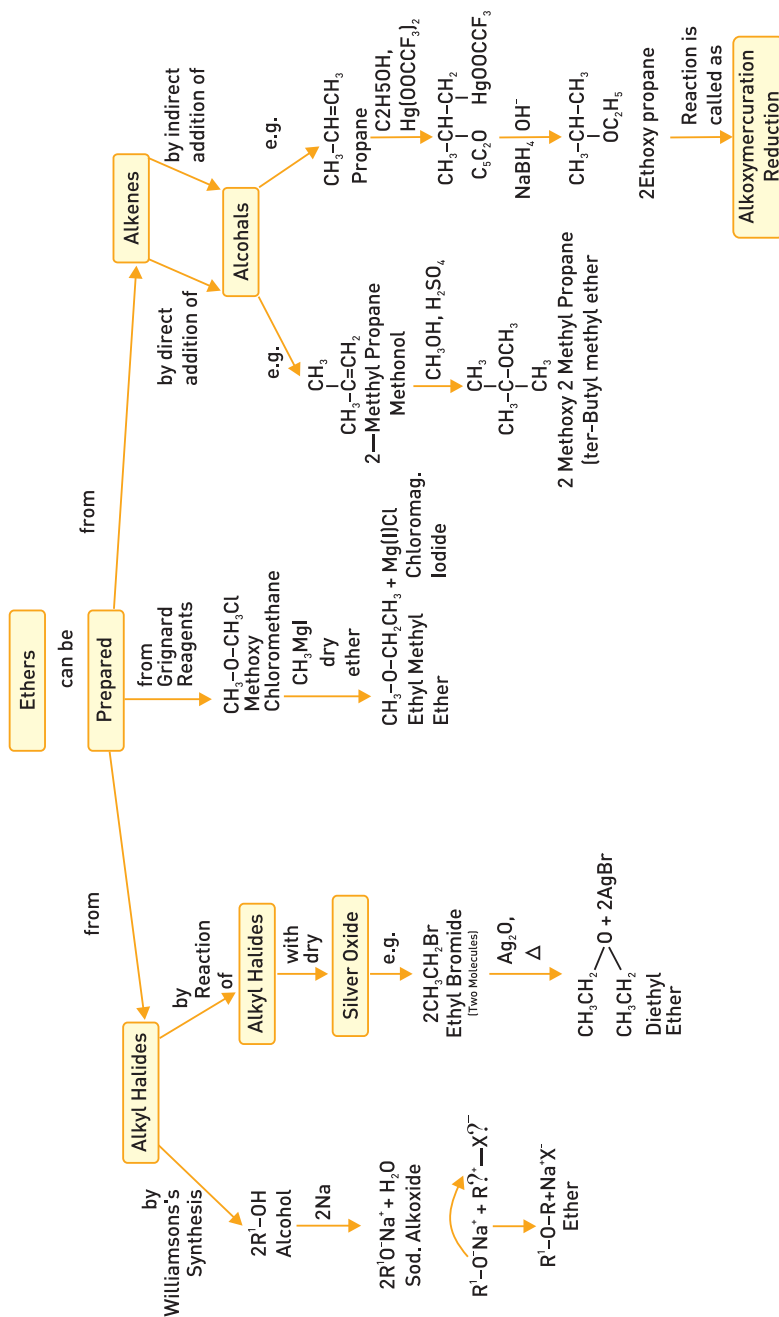 Ethers
can be
Prepared
from
Alkyl Halides
by
Williamsons's
Synthesis
2R¹–OH
Alcohol
2Na
2R¹O⁻Na⁺ + H₂O
Sod. Alkoxide
R¹–O⁻Na⁺ + R?⁺—X?⁻
R¹–O–R+Na⁺X⁻
Ether
by
Reaction
of
Alkyl Halides
with
dry
Silver Oxide
e.g.
2CH₃CH₂Br
Ethyl Bromide
(Two Molecules)
Ag₂O,
△
CH₃CH₂
O + 2AgBr
CH₃CH₂
Diethyl
Ether
from
Grignard
Reagents
CH₃–O–CH₃Cl
Methoxy
Chloromethane
CH₃MgI
dry
ether
CH₃–O–CH₂CH₃ + Mg(I)Cl
Ethyl Methyl
Ether
Chloromag.
Iodide
from
Alkenes
by direct
addition of
by indirect
addition of
Alcohals
e.g.
CH₃
CH₃–C=CH₂
2—Metthyl Propane
Methonol
CH₃OH, H₂SO₄
CH₃
CH₃–C–OCH₃
CH₃
2 Methoxy 2 Methyl Propane
(ter-Butyl methyl ether
e.g.
CH₃–CH=CH₃
Propane
C2H5OH,
Hg(OOCCF₃)₂
CH₃–CH–CH₂
C₅C₂O HgOOCCF₃
NaBH₄ OH⁻
CH₃–CH–CH₃
OC₂H₅
2Ethoxy propane
Reaction is
called as
Alkoxymercuration
Reduction